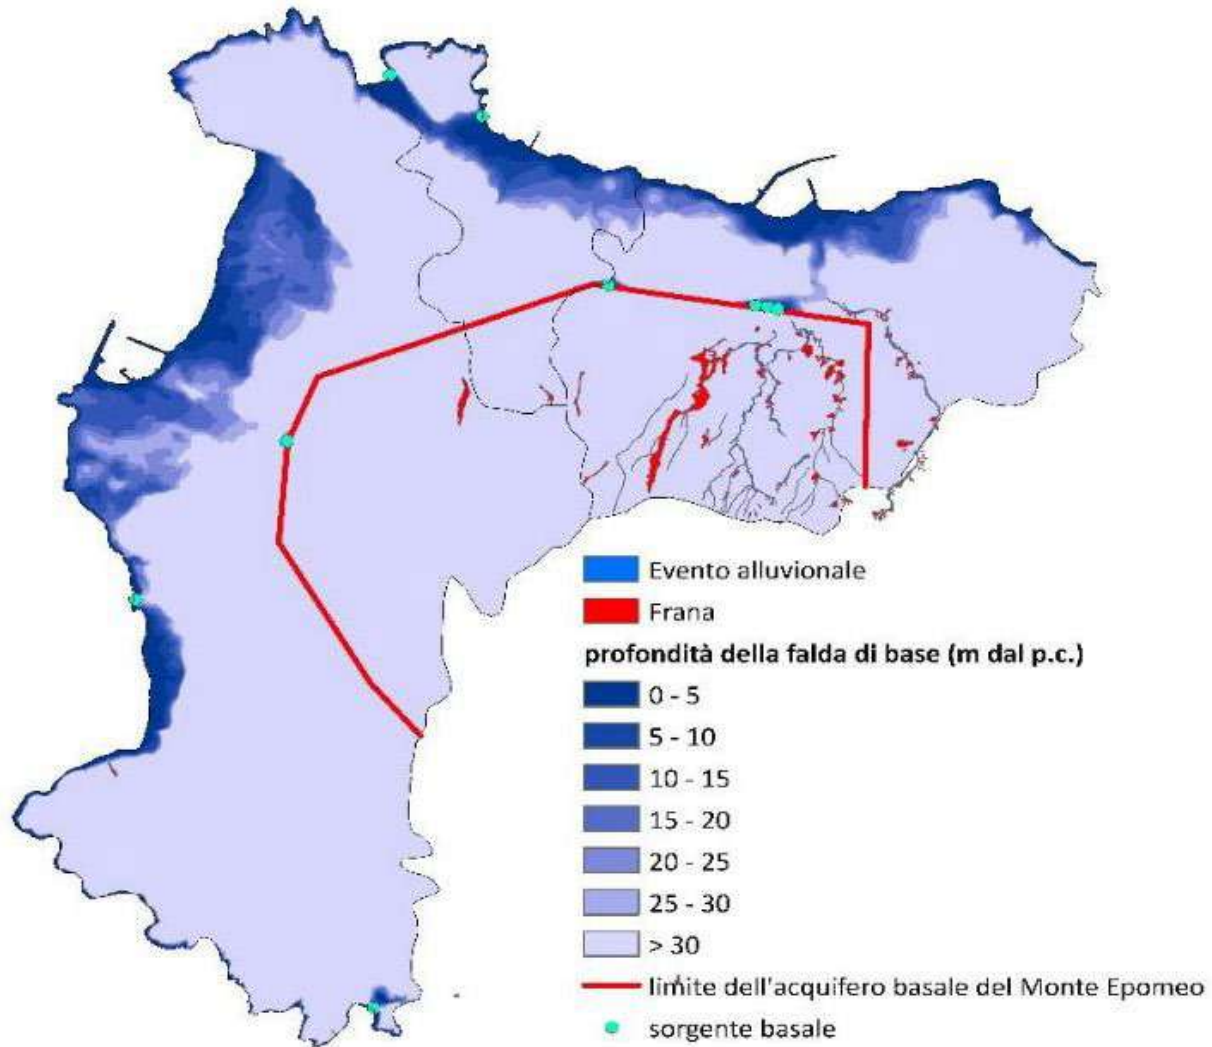 Evento alluvionale
Frana
profondità della falda di base (m dal p.c.)
0 - 5
5 - 10
10 - 15
15 - 20
20 - 25
25 - 30
> 30
limite dell'acquifero basale del Monte Epomeo
sorgente basale